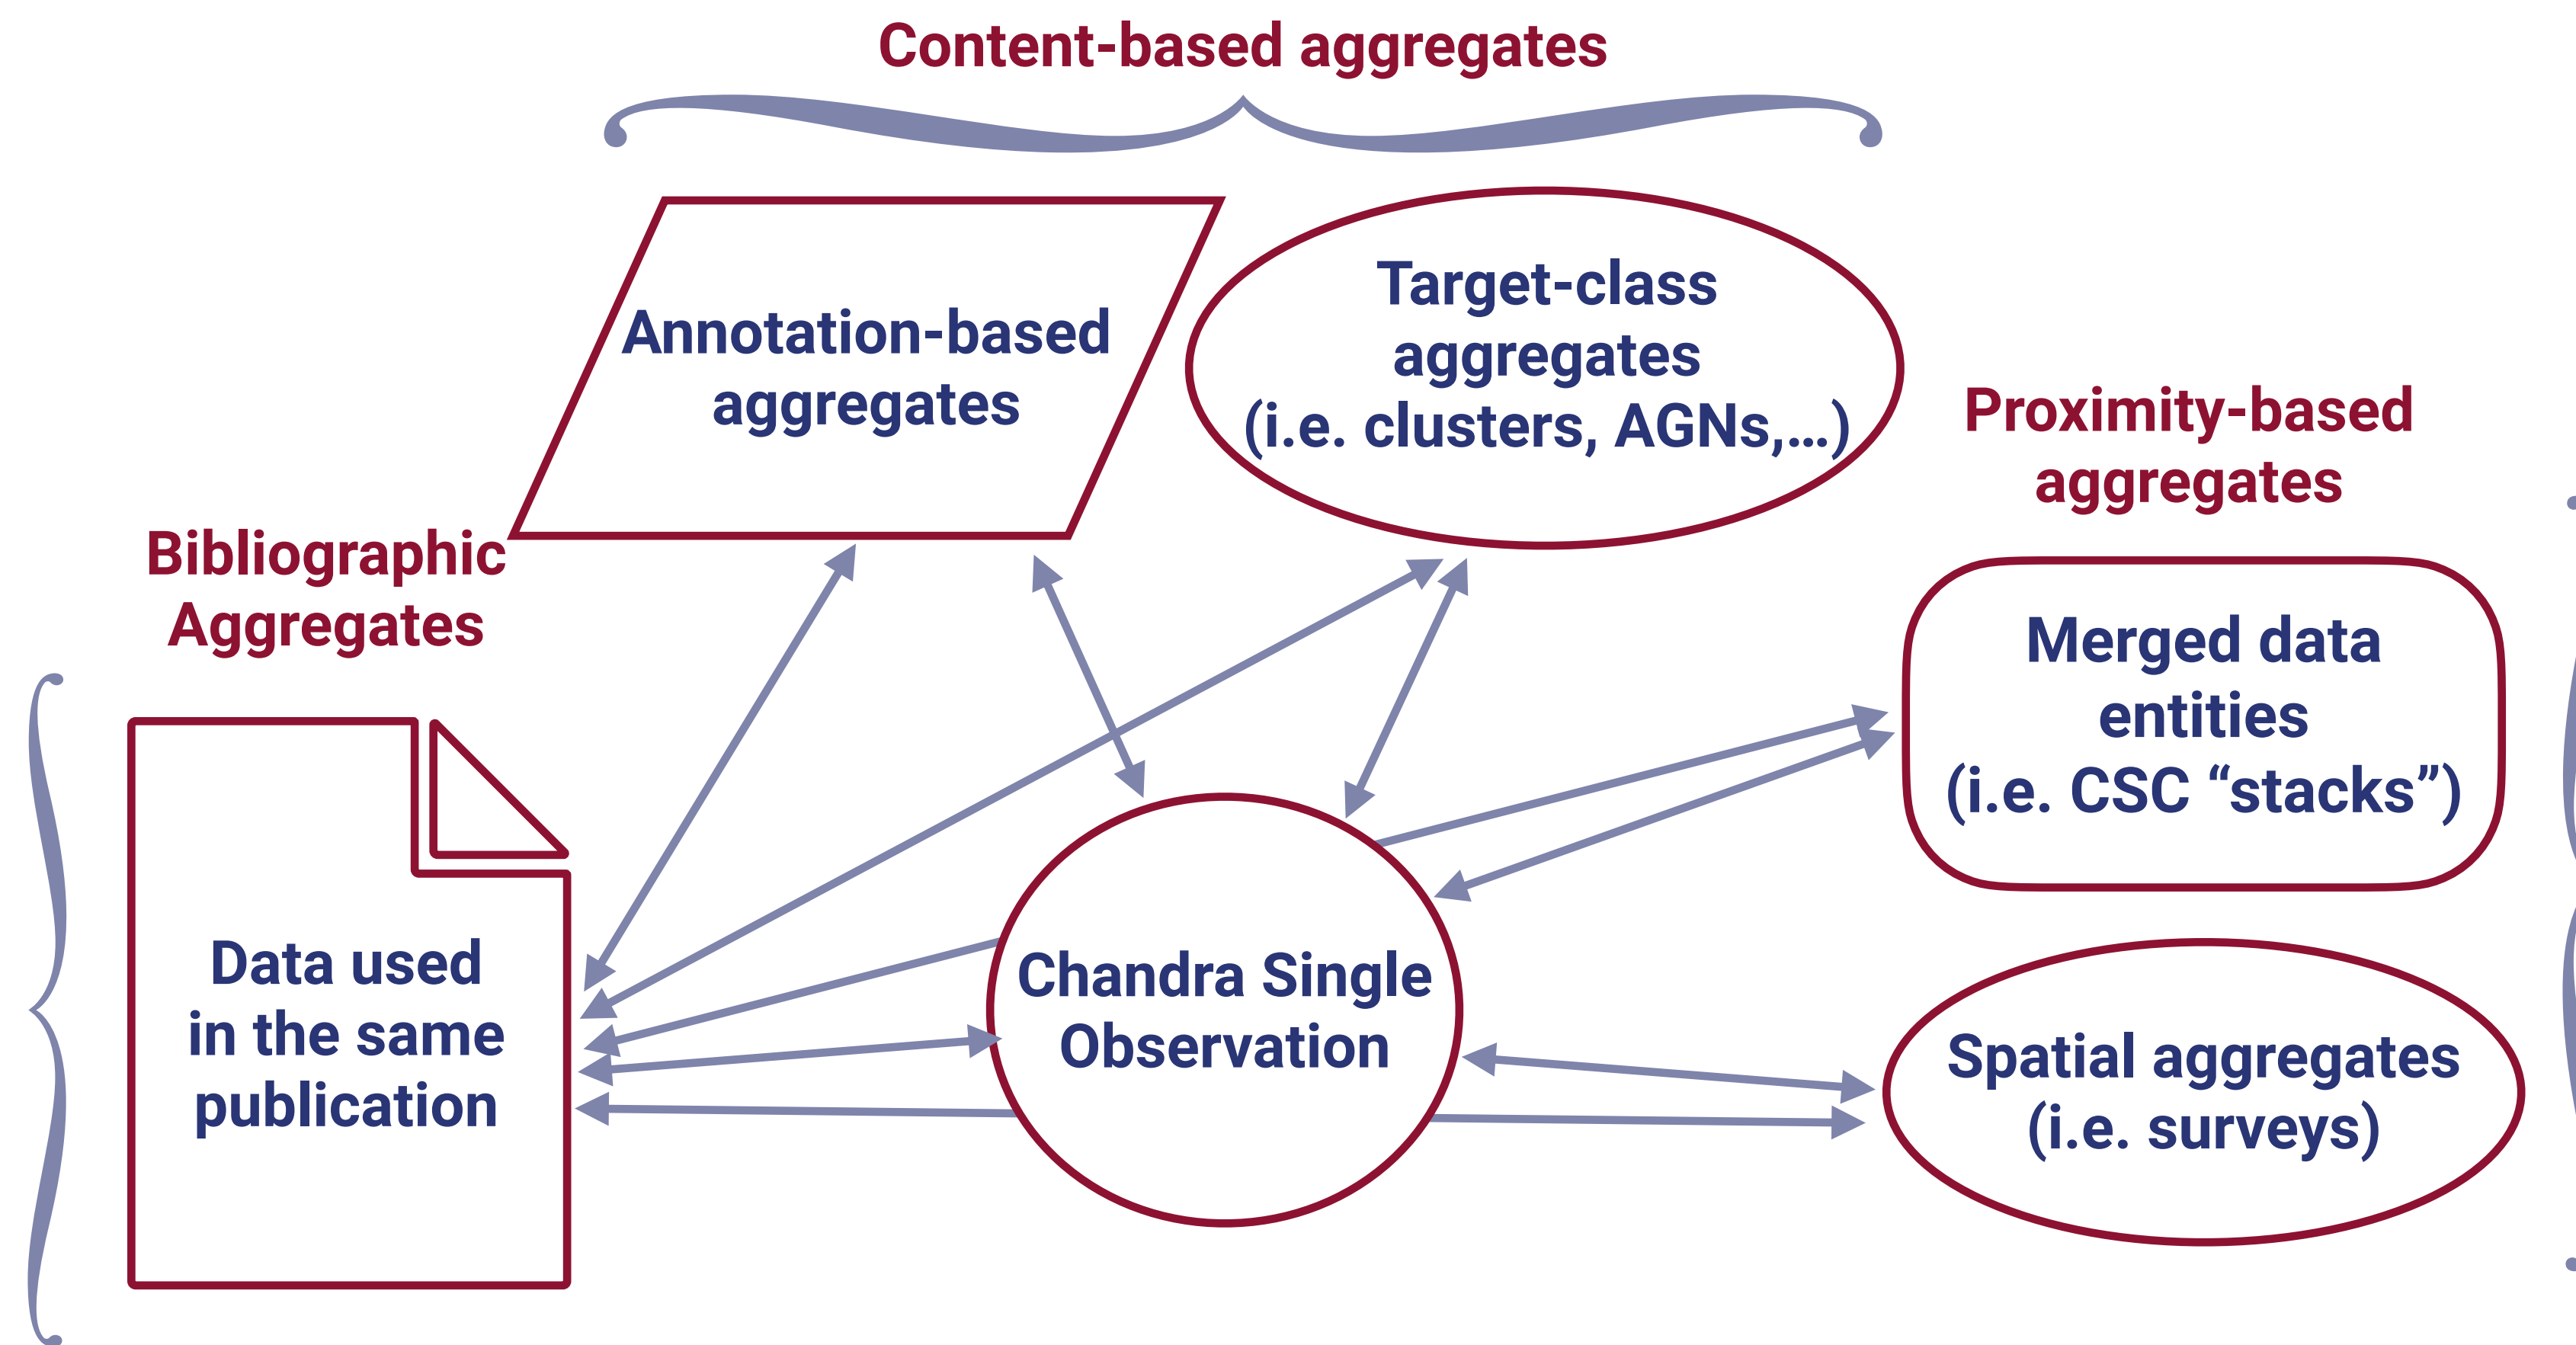 Content-based aggregates
Annotation-based
aggregates
Target-class
aggregates
(i.e. clusters, AGNs,...)
Proximity-based
aggregates
Bibliographic
Aggregates
Merged data
entities
(i.e. CSC “stacks”)
Data used
in the same
publication
Chandra Single
Observation
Spatial aggregates
(i.e. surveys)